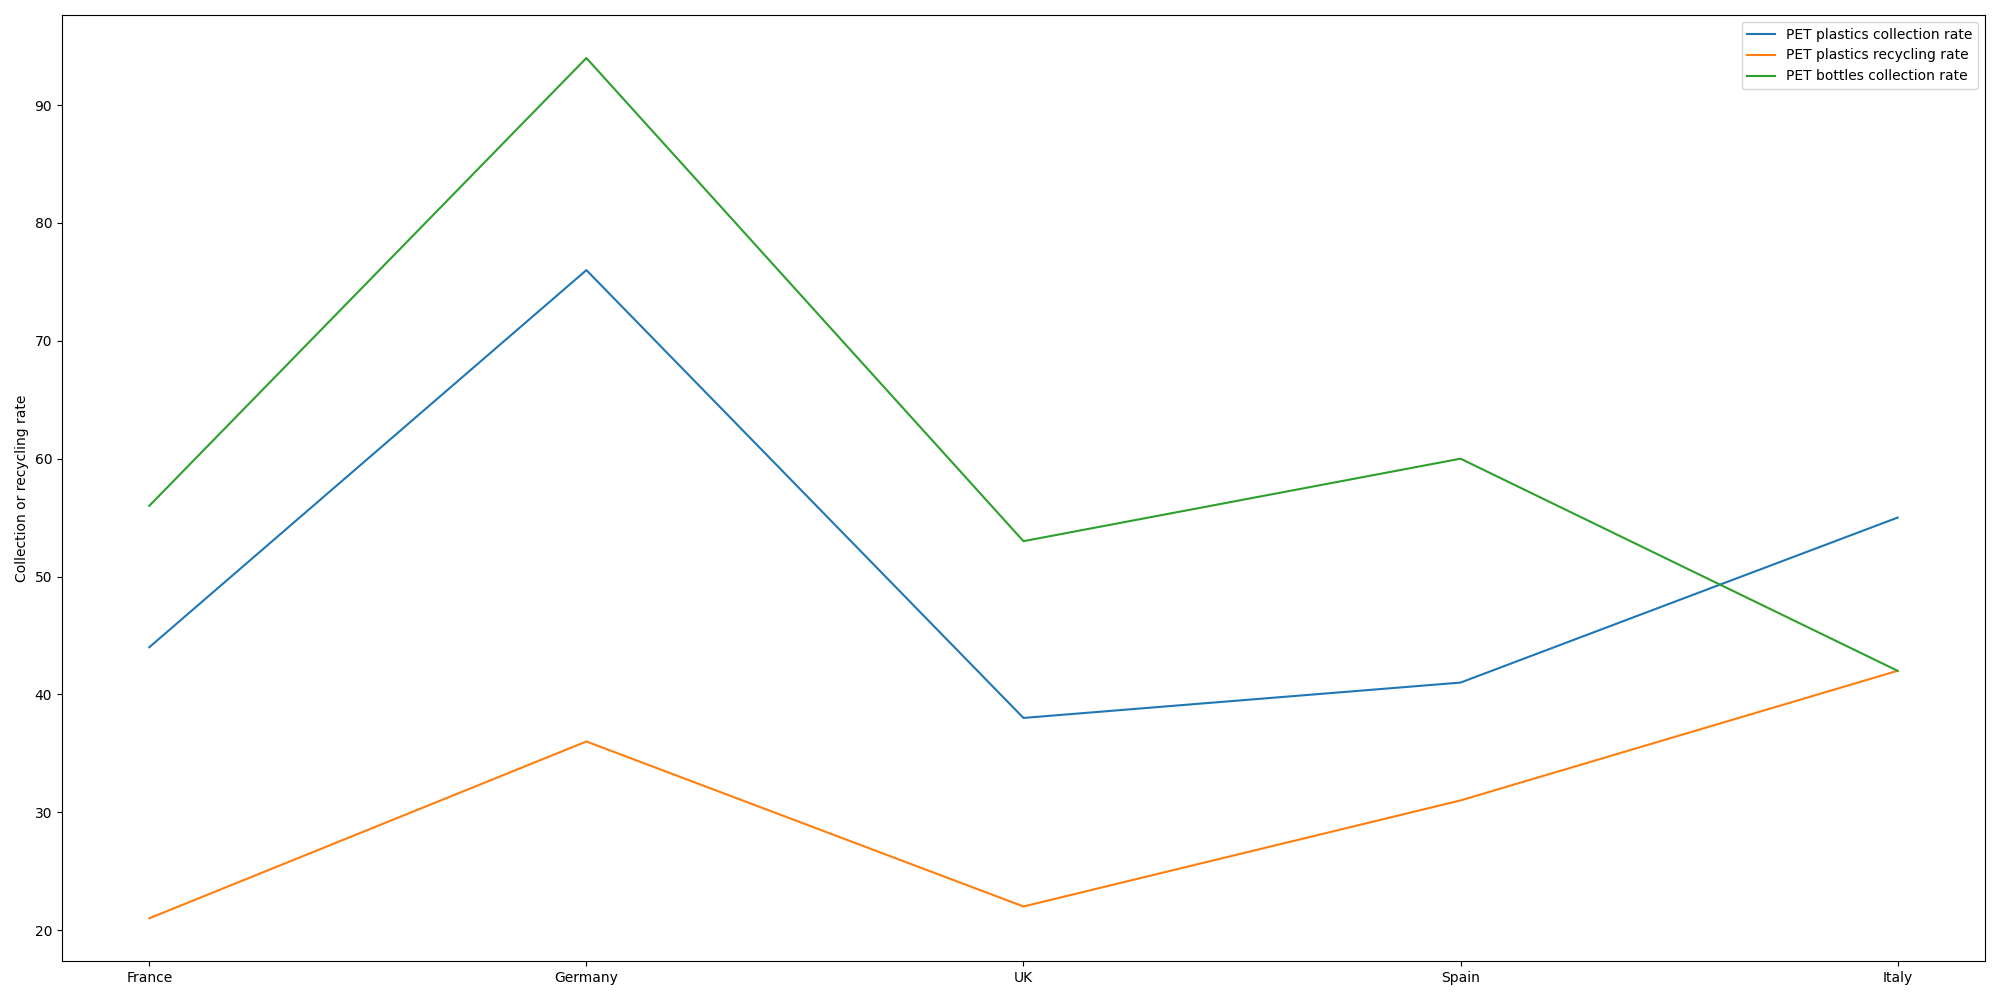 PET plastics collection rate
PET plastics recycling rate
PET bottles collection rate
Collection or recycling rate
90
80
70
60
50
40
30
20
France Germany UK Spain Italy